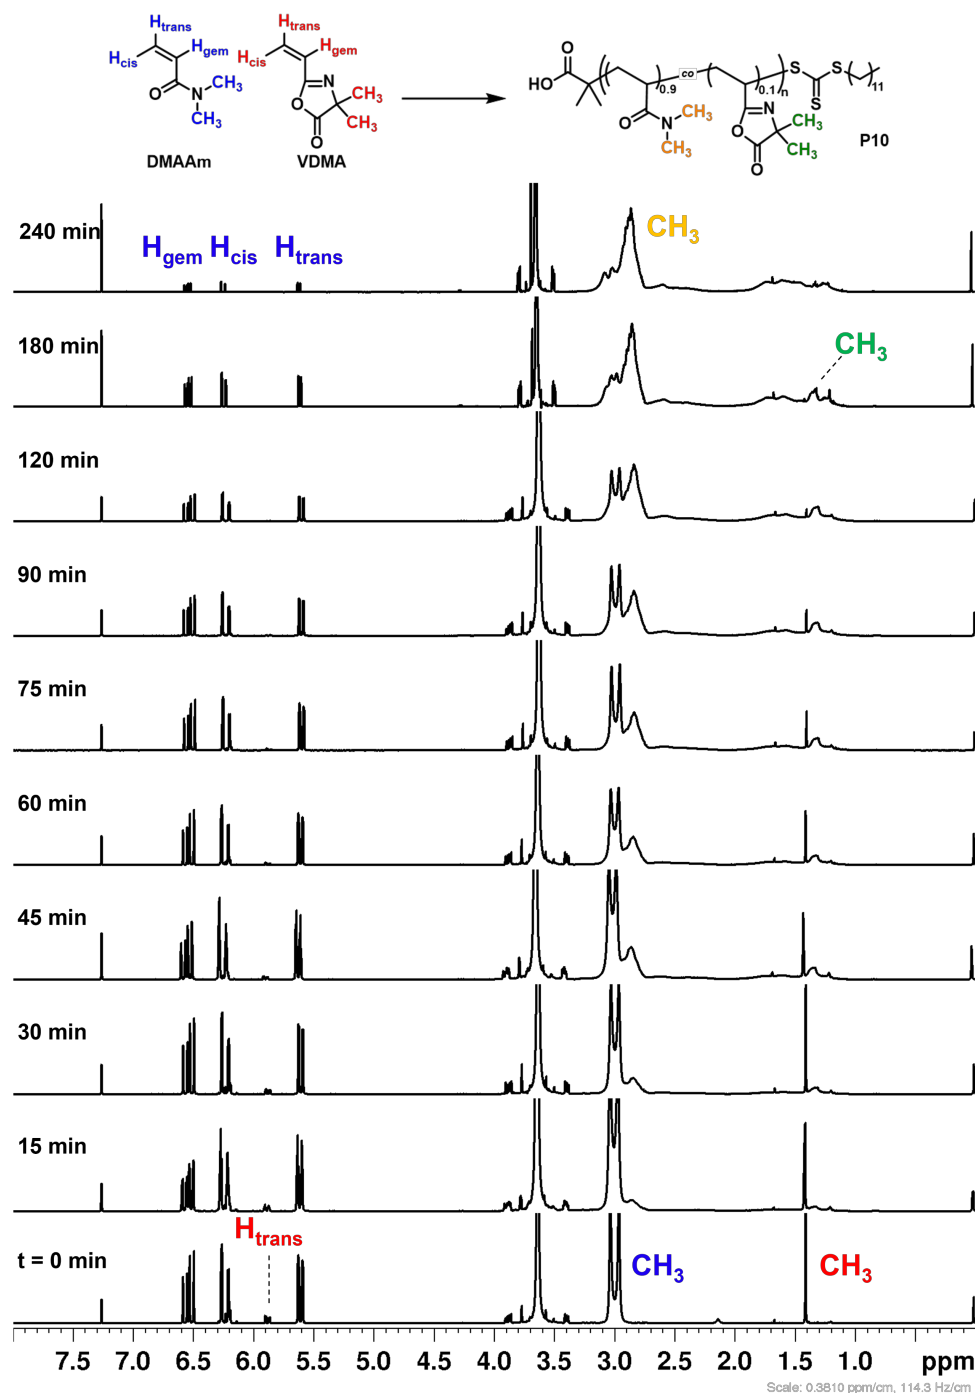 Htrans
Hcis
Hgem
O
N
CH3
CH3
DMAAm
Htrans
Hcis
Hgem
N
O
O
CH3
CH3
VDMA
O
HO
0.9
co
0.1
n
S
S
S
11
O
N
CH3
CH3
O
N
O
CH3
CH3
P10
240 min
Hgem Hcis Htrans
CH3
180 min
CH3
120 min
90 min
75 min
60 min
45 min
30 min
15 min
Htrans
t = 0 min
CH3
CH3
7.5 7.0 6.5 6.0 5.5 5.0 4.5 4.0 3.5 3.0 2.5 2.0 1.5 1.0 ppm
Scale: 0.3810 ppm/cm, 114.3 Hz/cm